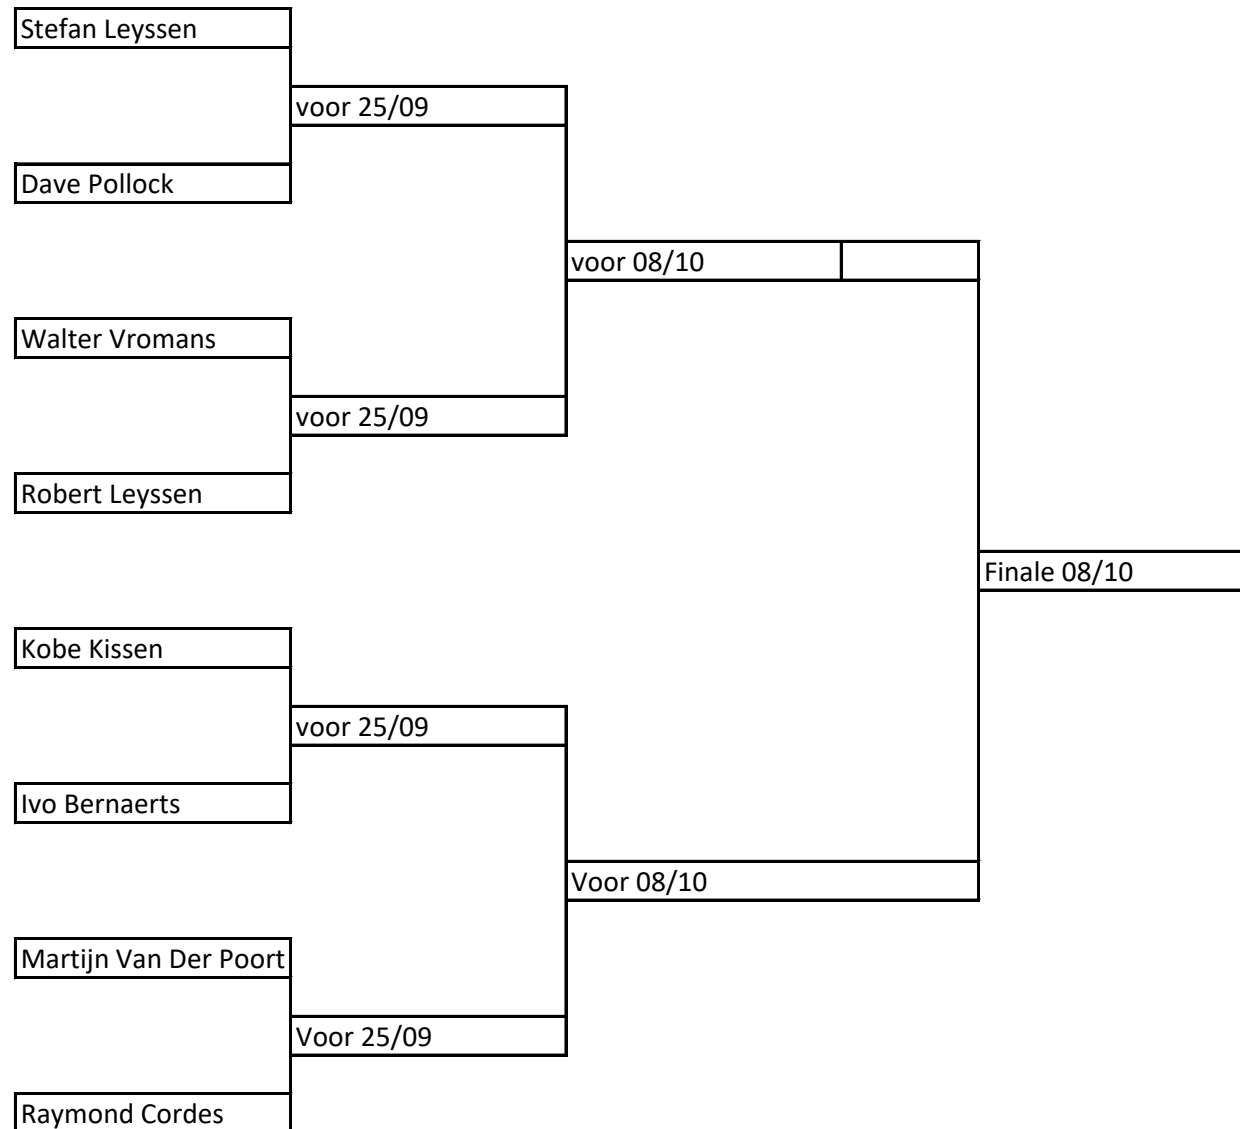 Stefan Leyssen
voor 25/09
Dave Pollock
voor 08/10
Walter Vromans
voor 25/09
Robert Leyssen
Finale 08/10
Kobe Kissen
voor 25/09
Ivo Bernaerts
Voor 08/10
Martijn Van Der Poort
Voor 25/09
Raymond Cordes